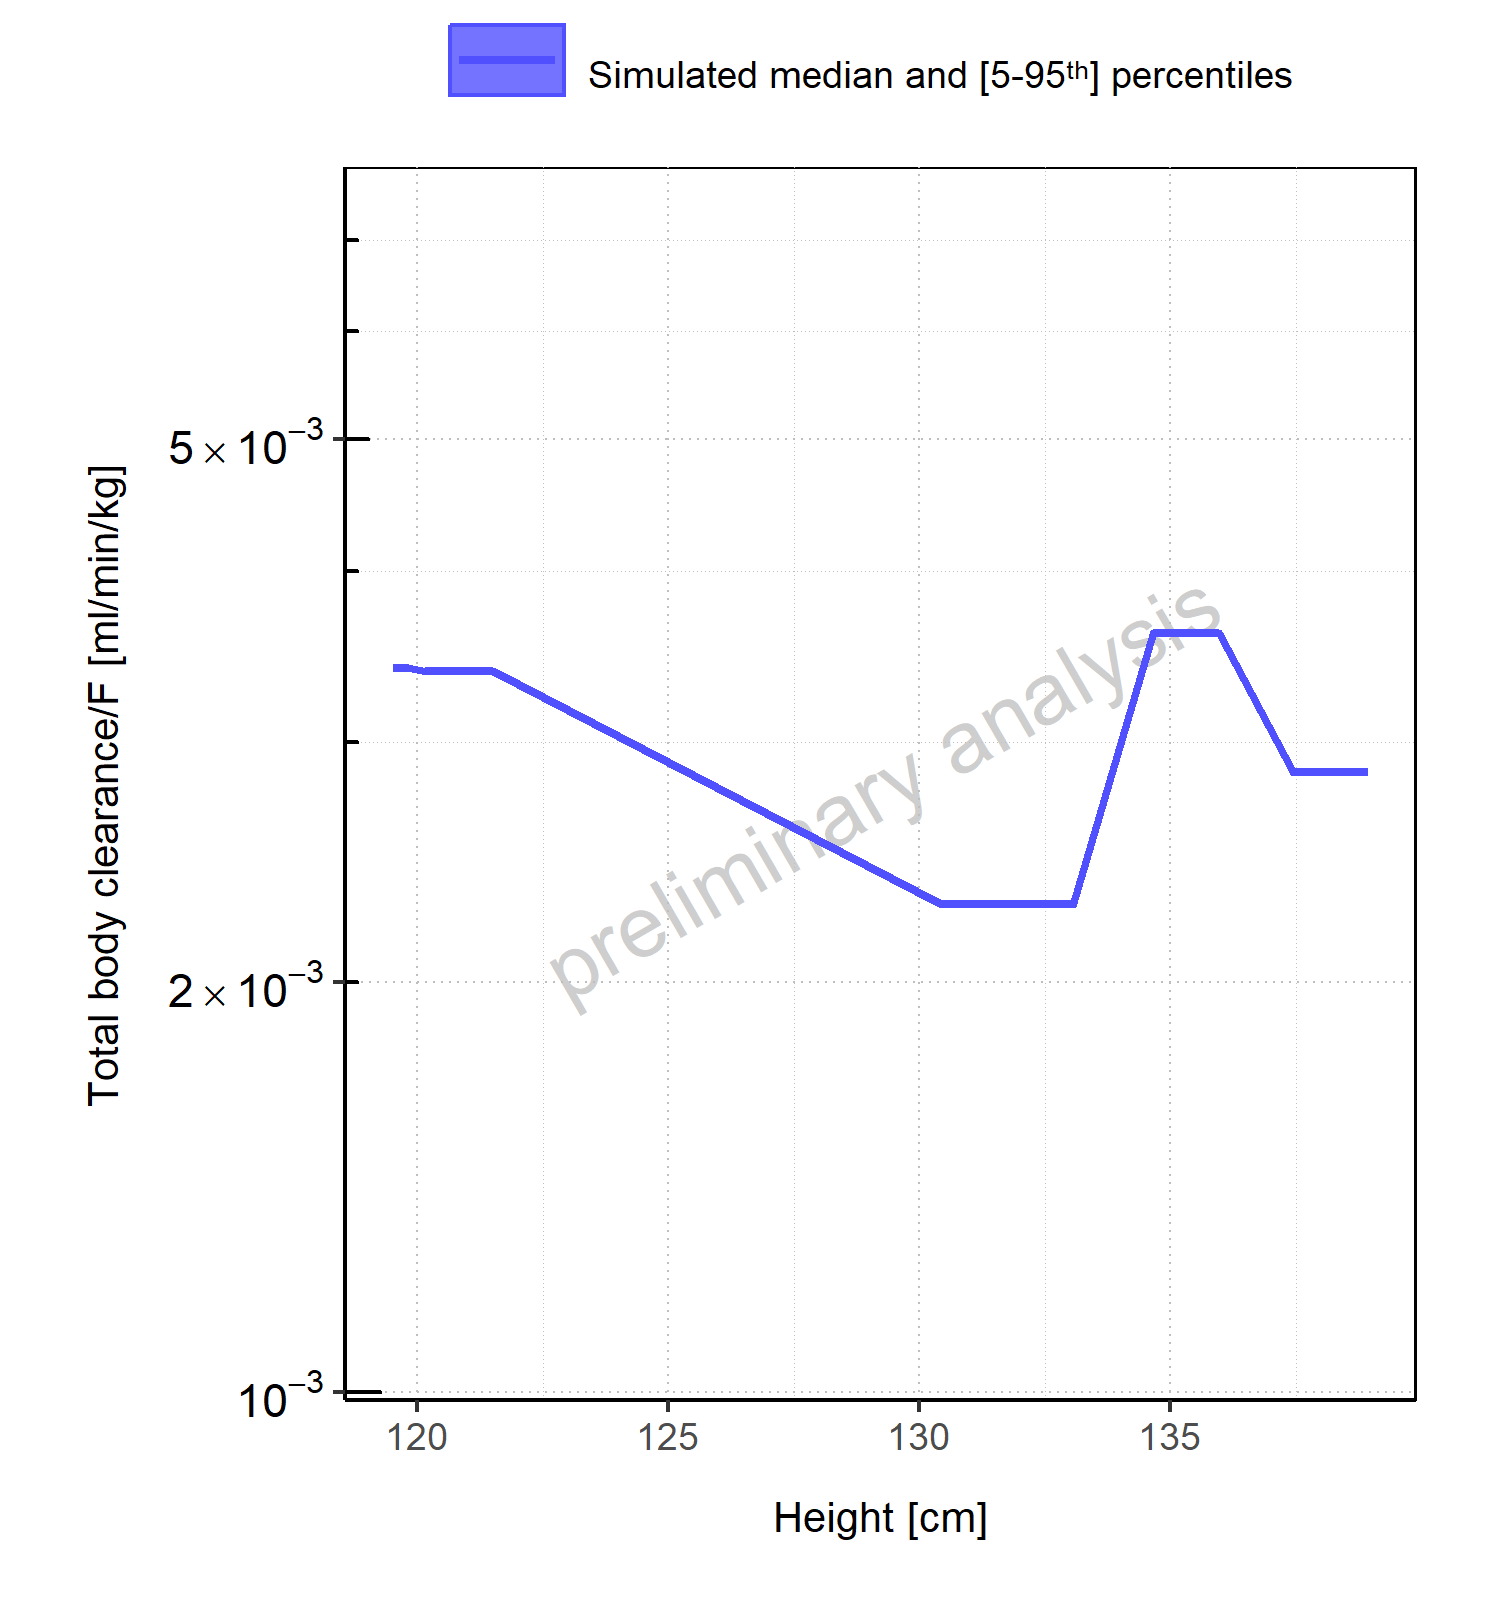 Simulated median and [5-95ᵗʰ] percentiles
5 × 10⁻³
2 × 10⁻³
10⁻³
Total body clearance/F [ml/min/kg]
preliminary analysis
120 125 130 135
Height [cm]